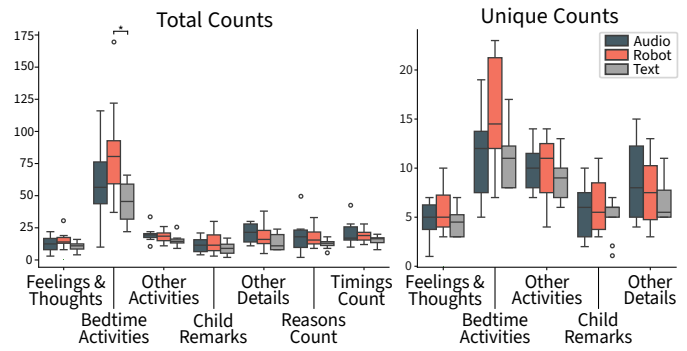 Total Counts
175
150
125
100
75
50
25
0
*
Feelings &
Thoughts
Bedtime
Activities
Other
Activities
Child
Remarks
Other
Details
Reasons
Count
Timings
Count
Unique Counts
Audio
Robot
Text
20
15
10
5
0
Feelings &
Thoughts
Bedtime
Activities
Other
Activities
Child
Remarks
Other
Details